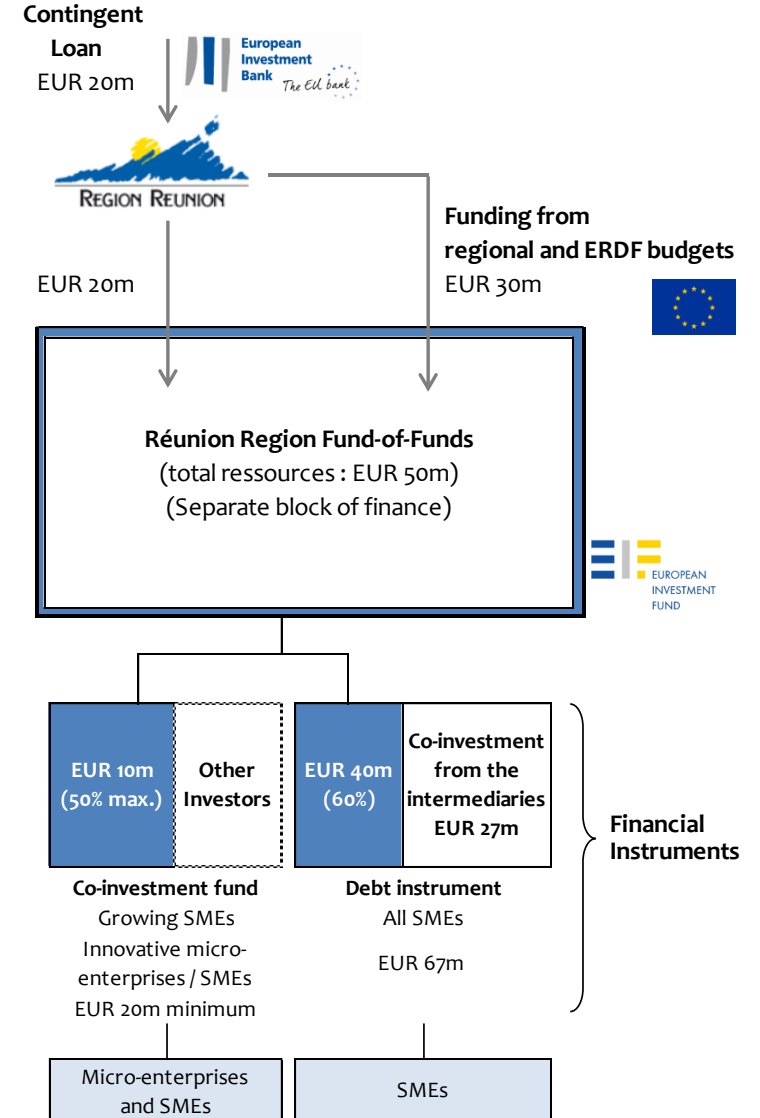 Contingent
Loan
EUR 20m
European
Investment
Bank
The EU bank
REGION REUNION
Funding from
regional and ERDF budgets
EUR 30m
EUR 20m
Réunion Region Fund-of-Funds
(total ressources : EUR 50m)
(Separate block of finance)
EIF
EUROPEAN
INVESTMENT
FUND
EUR 10m
(50% max.)
Other
Investors
EUR 40m
(60%)
Co-investment
from the
intermediaries
EUR 27m
Financial
Instruments
Co-investment fund
Growing SMEs
Innovative micro-
enterprises / SMEs
EUR 20m minimum
Debt instrument
All SMEs
EUR 67m
Micro-enterprises
and SMEs
SMEs